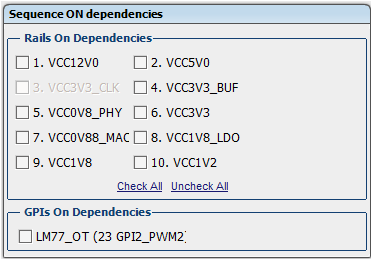 Sequence ON dependencies
Rails On Dependencies
1. VCC12V0 2. VCC5V0
3. VCC3V3_CLK 4. VCC3V3_BUF
5. VCC0V8_PHY 6. VCC3V3
7. VCC0V88_MAC 8. VCC1V8_LDO
9. VCC1V8 10. VCC1V2
Check All Uncheck All
GPIs On Dependencies
LM77_OT (23 GPI2_PWM2)